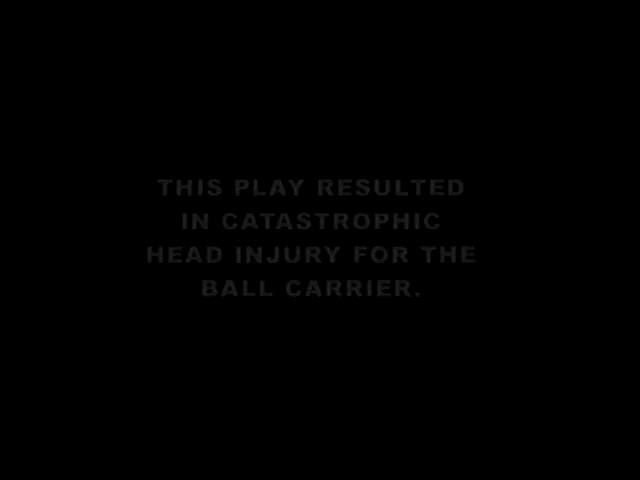 THIS PLAY RESULTED
IN CATASTROPHIC
HEAD INJURY FOR THE
BALL CARRIER.